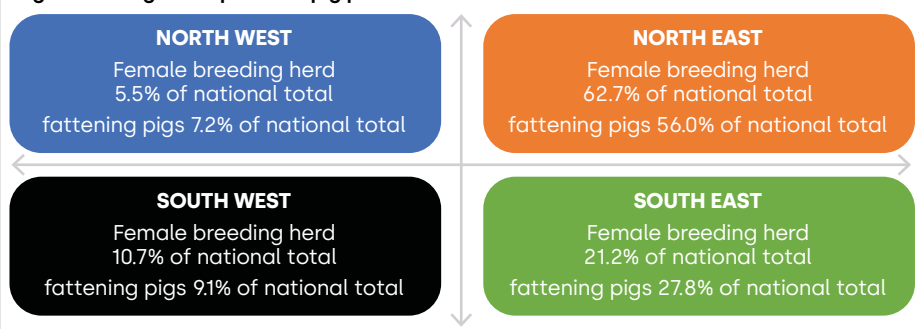 NORTH WEST
Female breeding herd
5.5% of national total
fattening pigs 7.2% of national total
NORTH EAST
Female breeding herd
62.7% of national total
fattening pigs 56.0% of national total
SOUTH WEST
Female breeding herd
10.7% of national total
fattening pigs 9.1% of national total
SOUTH EAST
Female breeding herd
21.2% of national total
fattening pigs 27.8% of national total